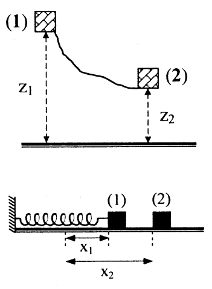 (1)
(2)
z₁
z₂
(1) (2)
x₁
x₂